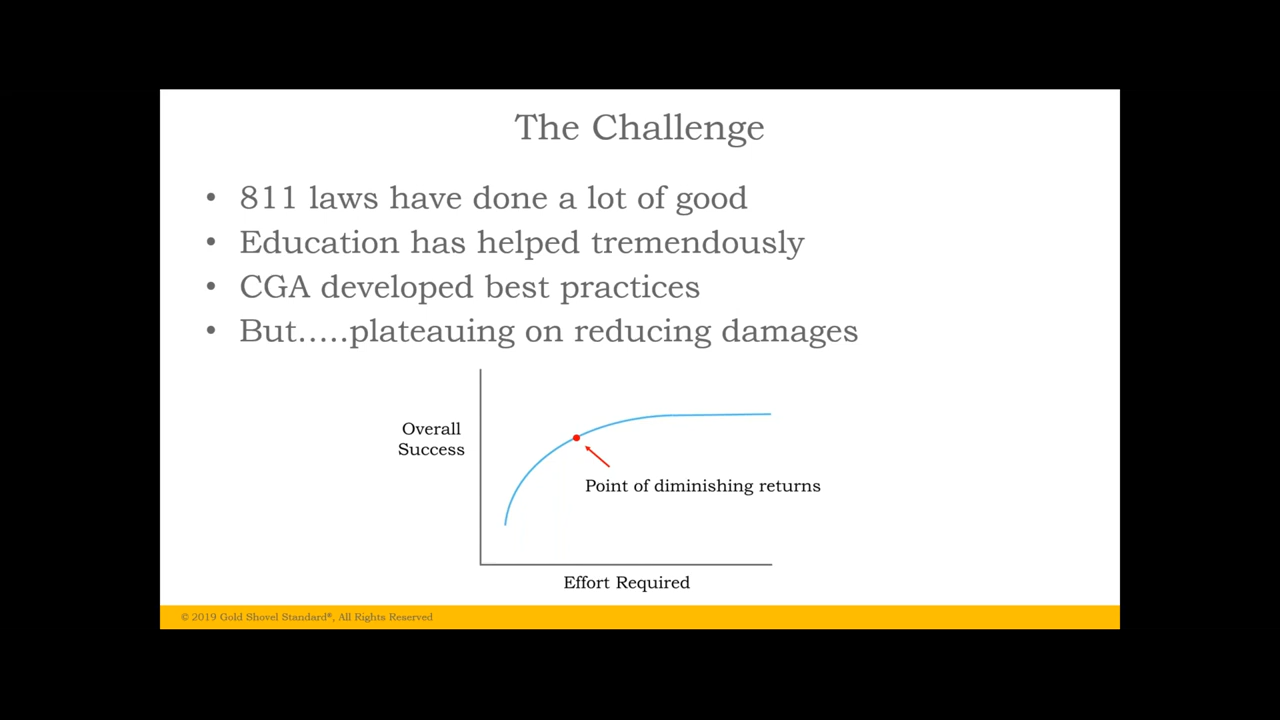 The Challenge
• 811 laws have done a lot of good
• Education has helped tremendously
• CGA developed best practices
• But.....plateauing on reducing damages
Overall
Success
Point of diminishing returns
Effort Required
© 2019 Gold Shovel Standard®, All Rights Reserved